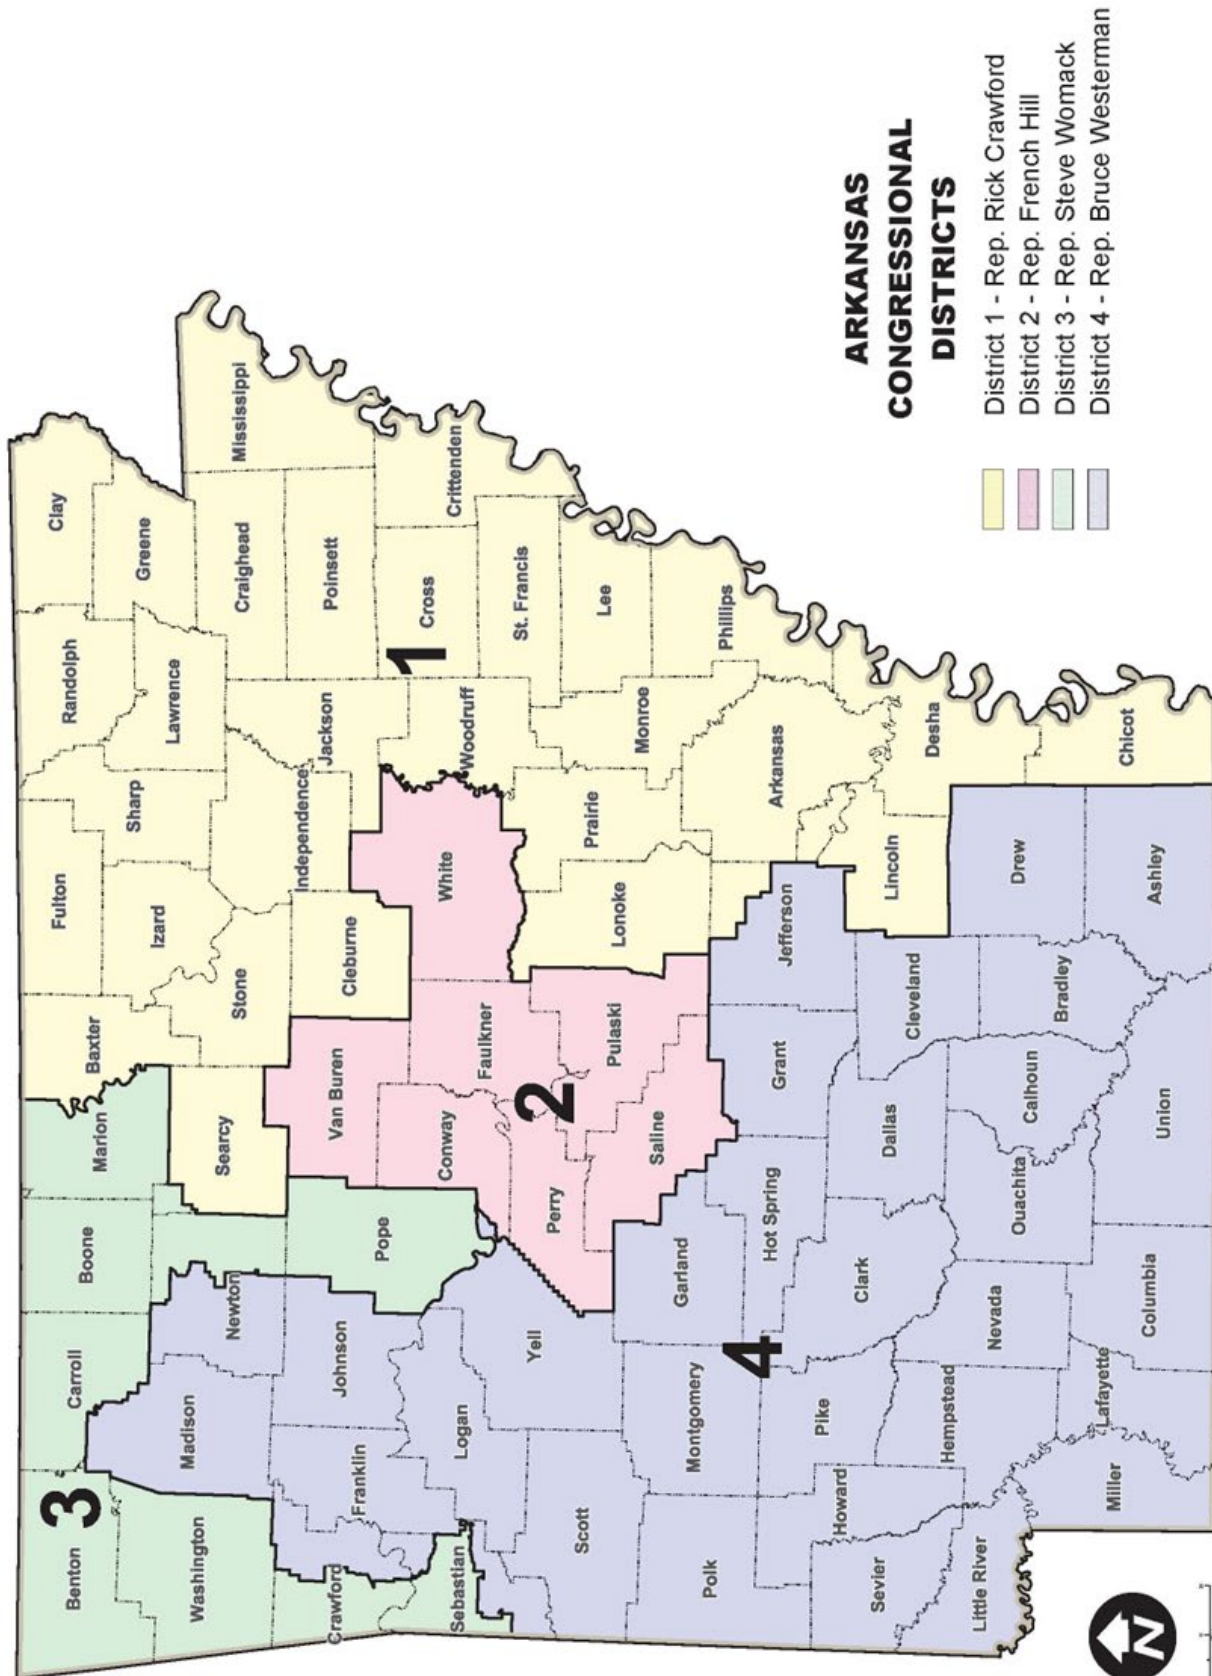 Clay
Fulton
Randolph
Baxter
Marion
Boone
Carroll
Benton
3
Greene
Sharp
Lawrence
Izard
Madison
Washington
Mississippi
Craighead
Stone
Searcy
Newton
Independence
Jackson
Poinsett
Cleburne
Van Buren
Pope
Johnson
Franklin
Crawford
1
Cross
Crittenden
White
Woodruff
Faulkner
Conway
Logan
Sebastian
St. Francis
2
Yell
Perry
Scott
Lee
Prairie
Lonoke
Pulaski
Monroe
Saline
Phillips
Garland
Montgomery
Polk
4
Arkansas
Jefferson
Grant
Hot Spring
Pike
Howard
Lincoln
Desha
Cleveland
Dallas
Clark
Sevier
Hempstead
Little River
Drew
Bradley
Calhoun
Ouachita
Nevada
Chicot
Ashley
Union
Columbia
Lafayette
Miller
N
ARKANSAS
CONGRESSIONAL
DISTRICTS
District 1 - Rep. Rick Crawford
District 2 - Rep. French Hill
District 3 - Rep. Steve Womack
District 4 - Rep. Bruce Westerman